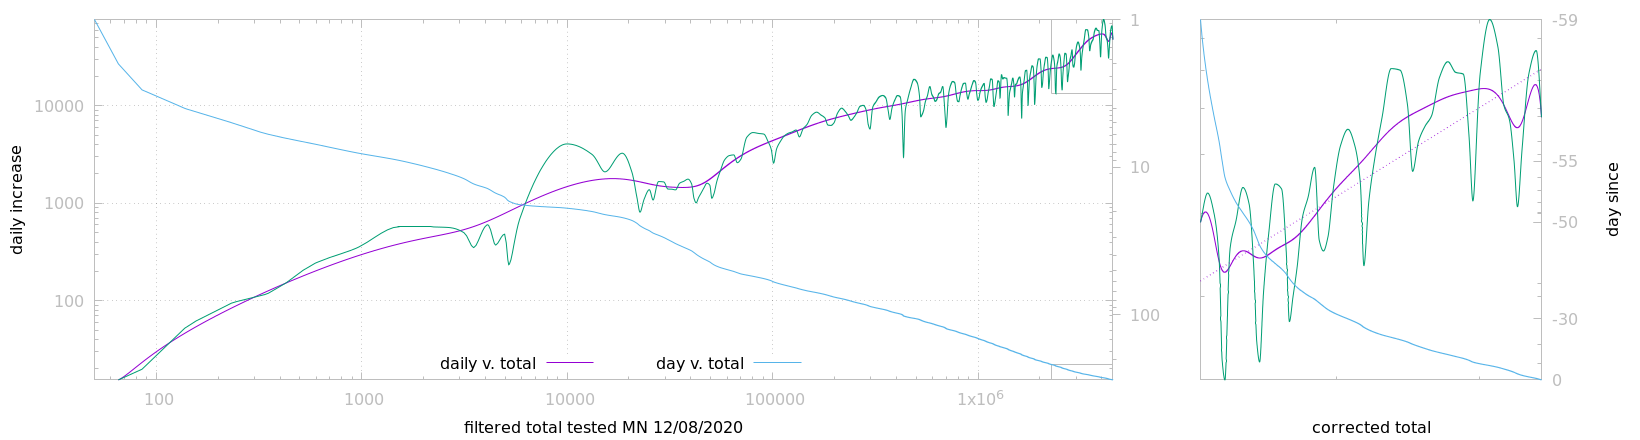 daily increase
10000
1000
100
1
10
100
daily v. total
day v. total
100
1000
10000
100000
1x10^6
filtered total tested MN 12/08/2020
-59
-55
-50
-30
0
day since
corrected total